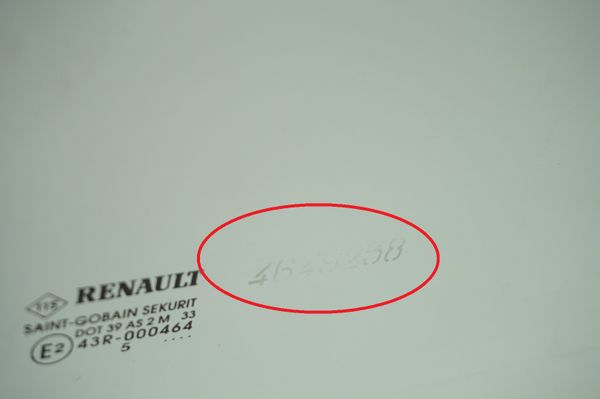 115 RENAULT
SAINT-GOBAIN SEKURIT
DOT 39 AS 2 M 33
E2 43R-000464
5 ....